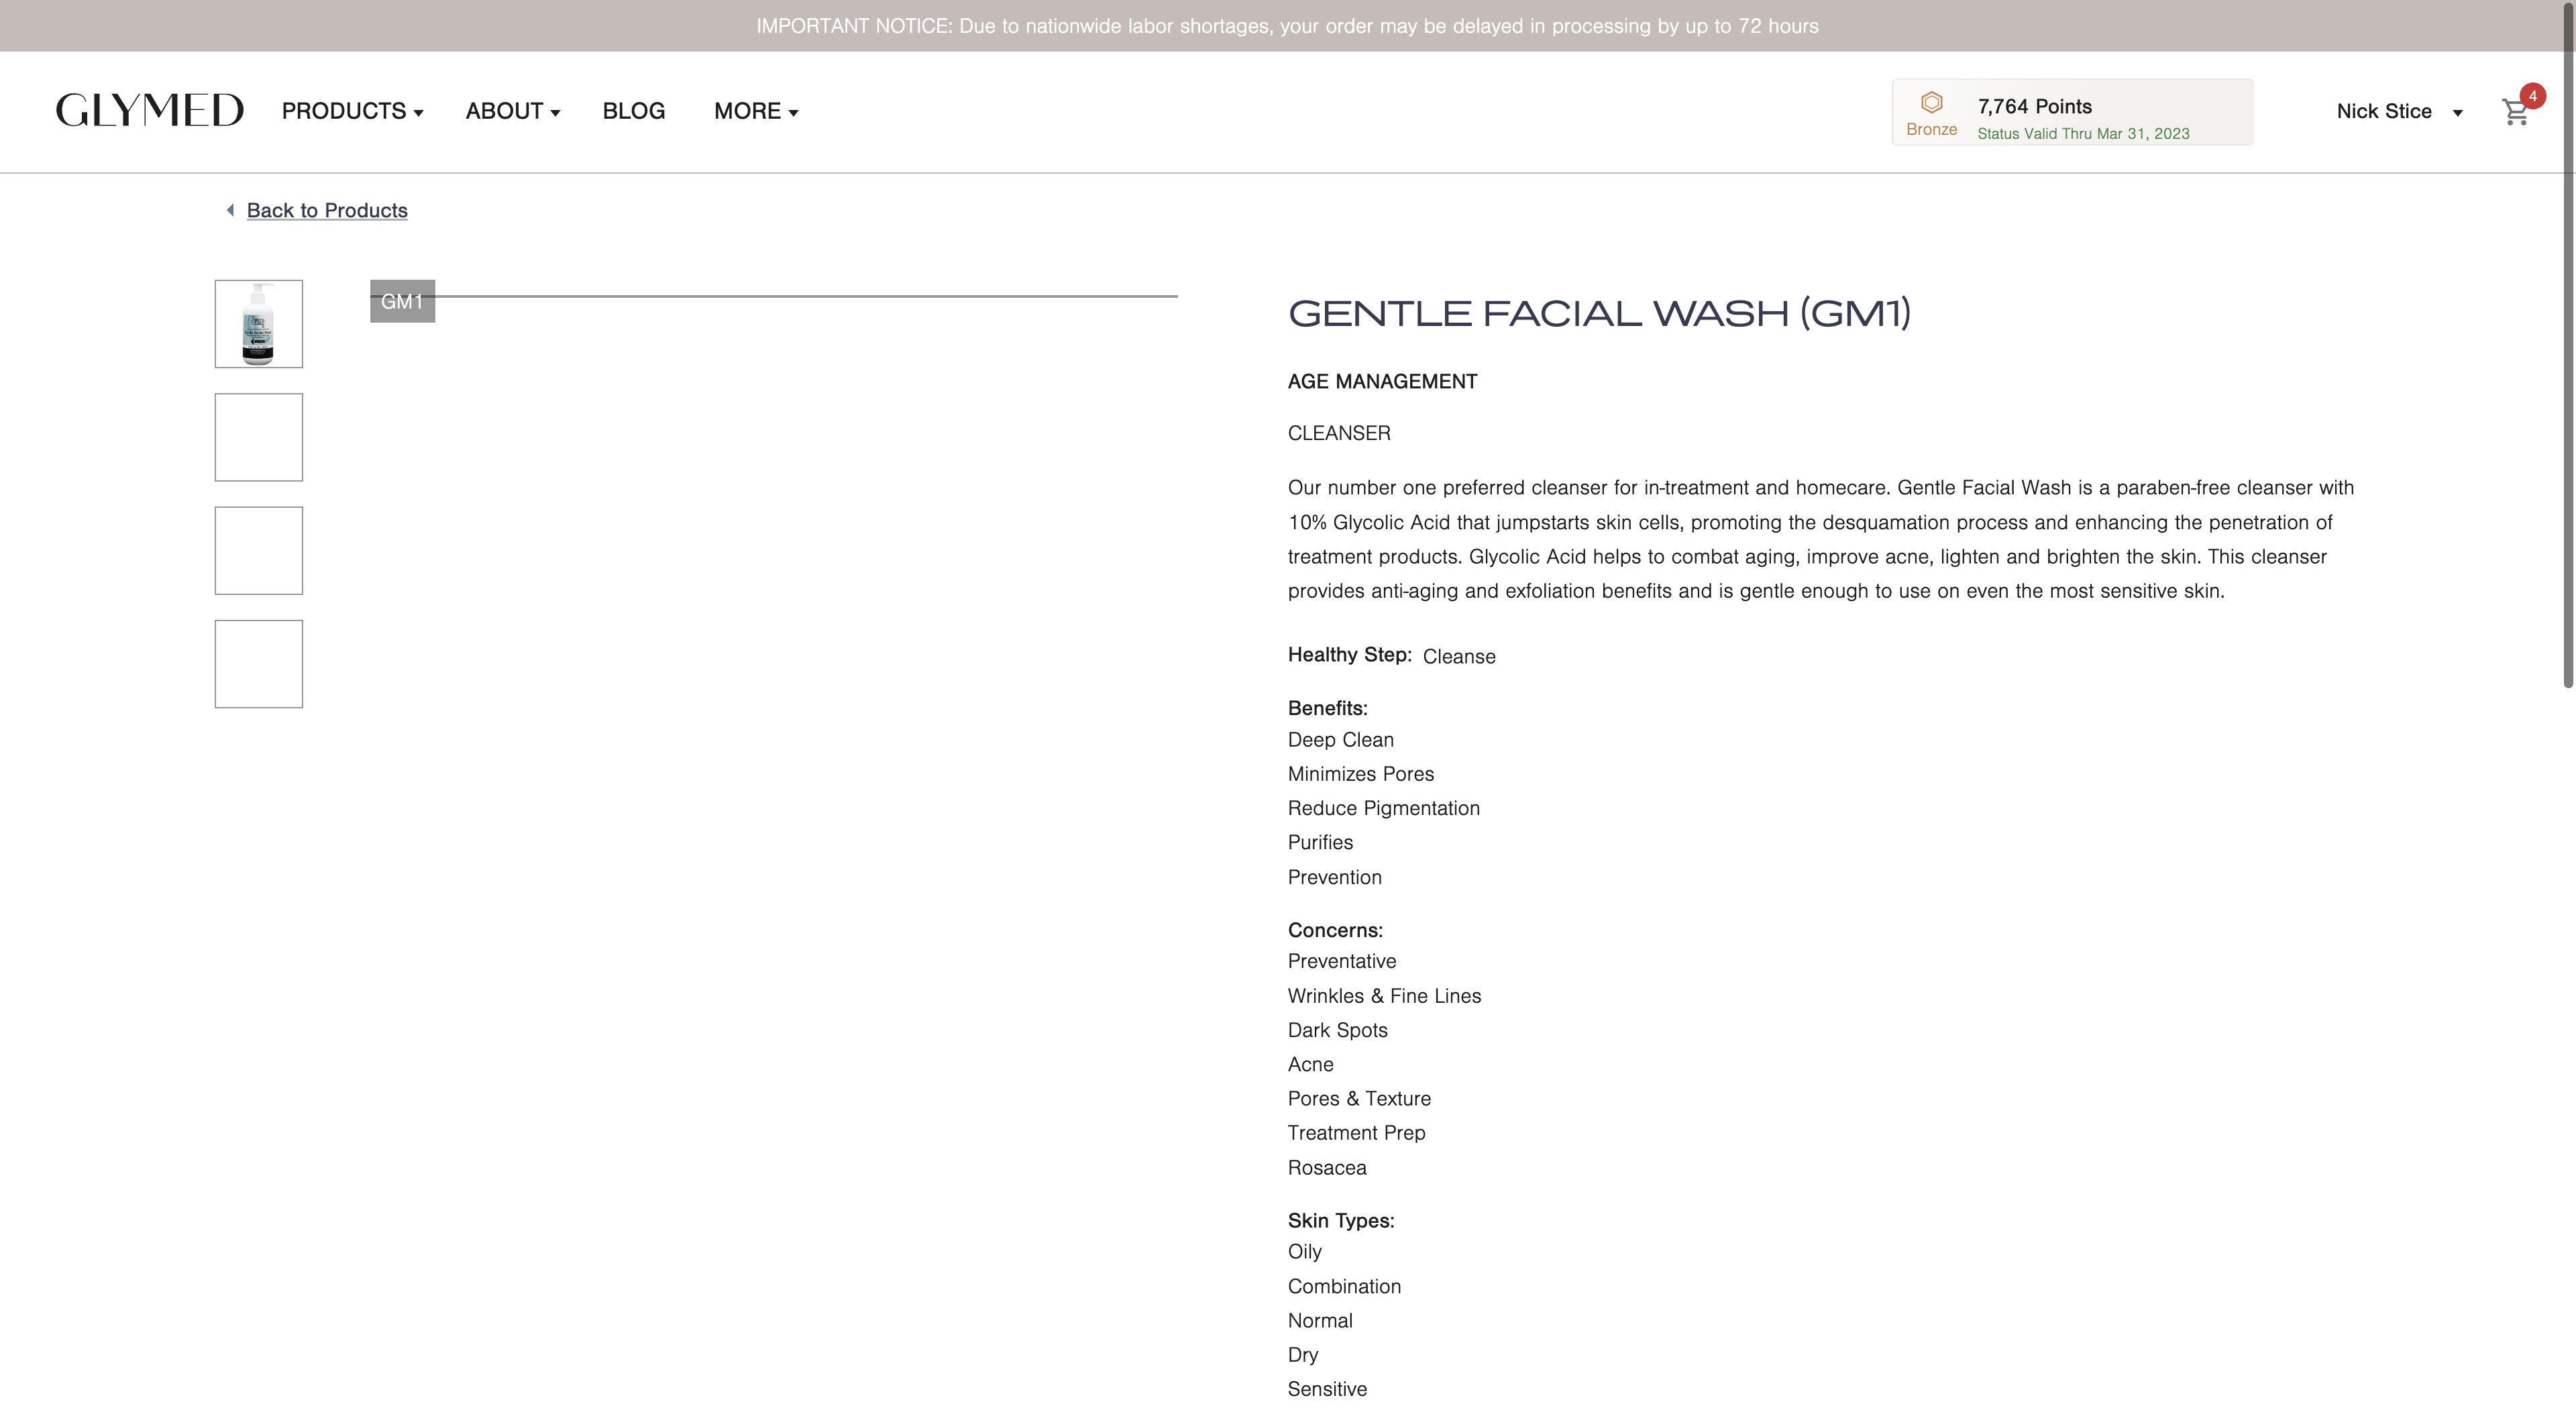 IMPORTANT NOTICE: Due to nationwide labor shortages, your order may be delayed in processing by up to 72 hours
GLYMED
PRODUCTS
ABOUT
BLOG
MORE
Bronze
7,764 Points
Status Valid Thru Mar 31, 2023
Nick Stice
4
Back to Products
GM1
GENTLE FACIAL WASH (GM1)
AGE MANAGEMENT
CLEANSER
Our number one preferred cleanser for in-treatment and homecare. Gentle Facial Wash is a paraben-free cleanser with
10% Glycolic Acid that jumpstarts skin cells, promoting the desquamation process and enhancing the penetration of
treatment products. Glycolic Acid helps to combat aging, improve acne, lighten and brighten the skin. This cleanser
provides anti-aging and exfoliation benefits and is gentle enough to use on even the most sensitive skin.
Healthy Step: Cleanse
Benefits:
Deep Clean
Minimizes Pores
Reduce Pigmentation
Purifies
Prevention
Concerns:
Preventative
Wrinkles & Fine Lines
Dark Spots
Acne
Pores & Texture
Treatment Prep
Rosacea
Skin Types:
Oily
Combination
Normal
Dry
Sensitive